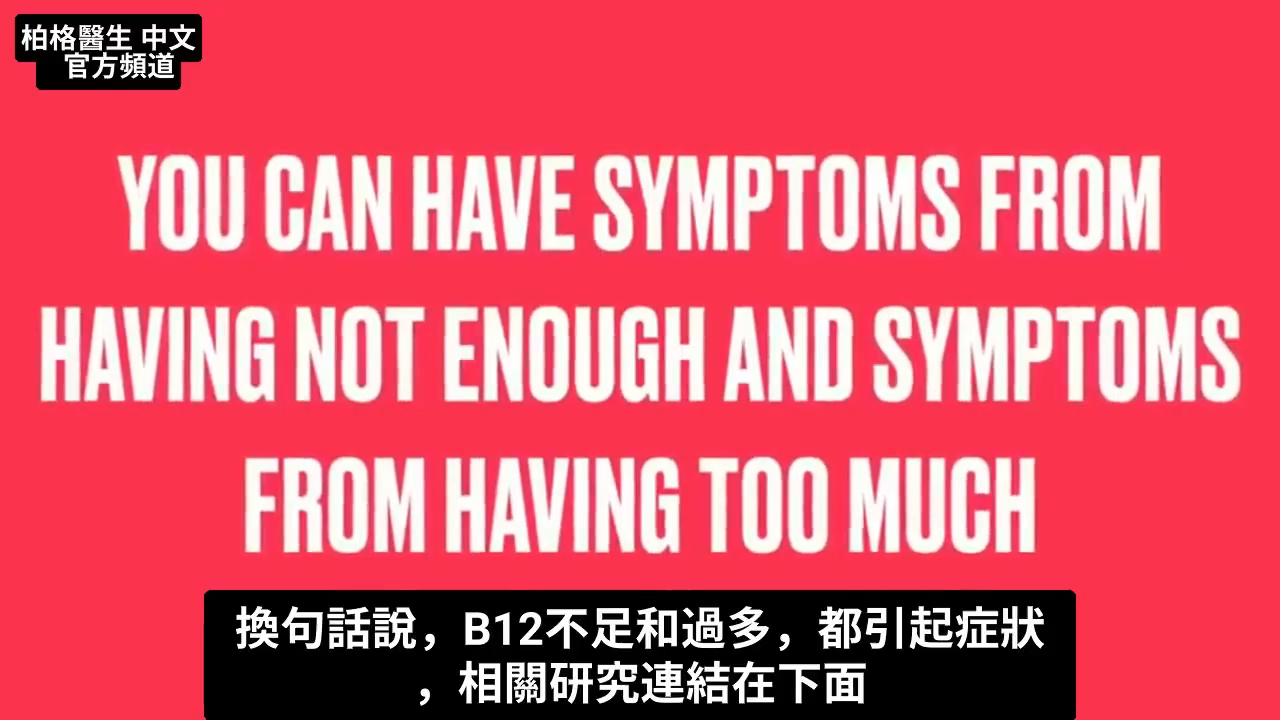 柏格醫生 中文
官方頻道
YOU CAN HAVE SYMPTOMS FROM
HAVING NOT ENOUGH AND SYMPTOMS
FROM HAVING TOO MUCH
換句話說，B12不足和過多，都引起症狀
，相關研究連結在下面